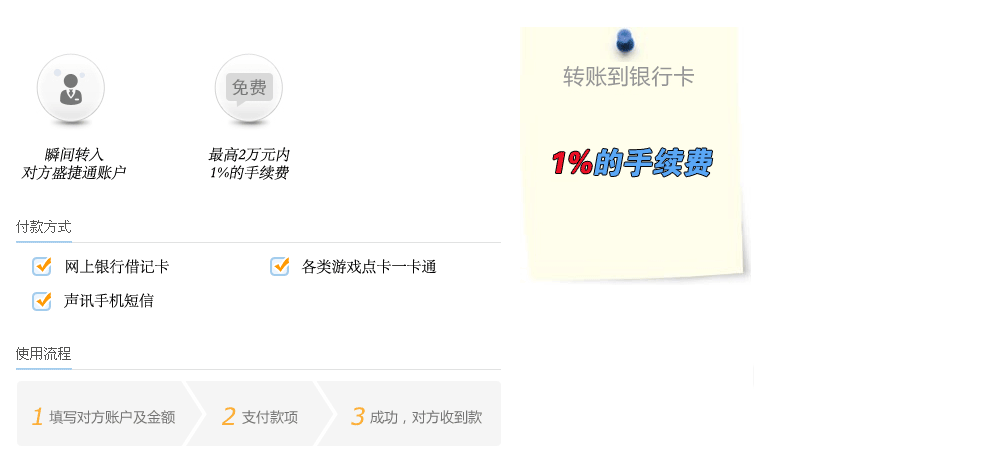 免费
瞬间转入
对方盛捷通账户
最高2万元内
1%的手续费
转账到银行卡
1%的手续费
付款方式
网上银行借记卡
各类游戏点卡一卡通
声讯手机短信
使用流程
1 填写对方账户及金额
2 支付款项
3 成功，对方收到款